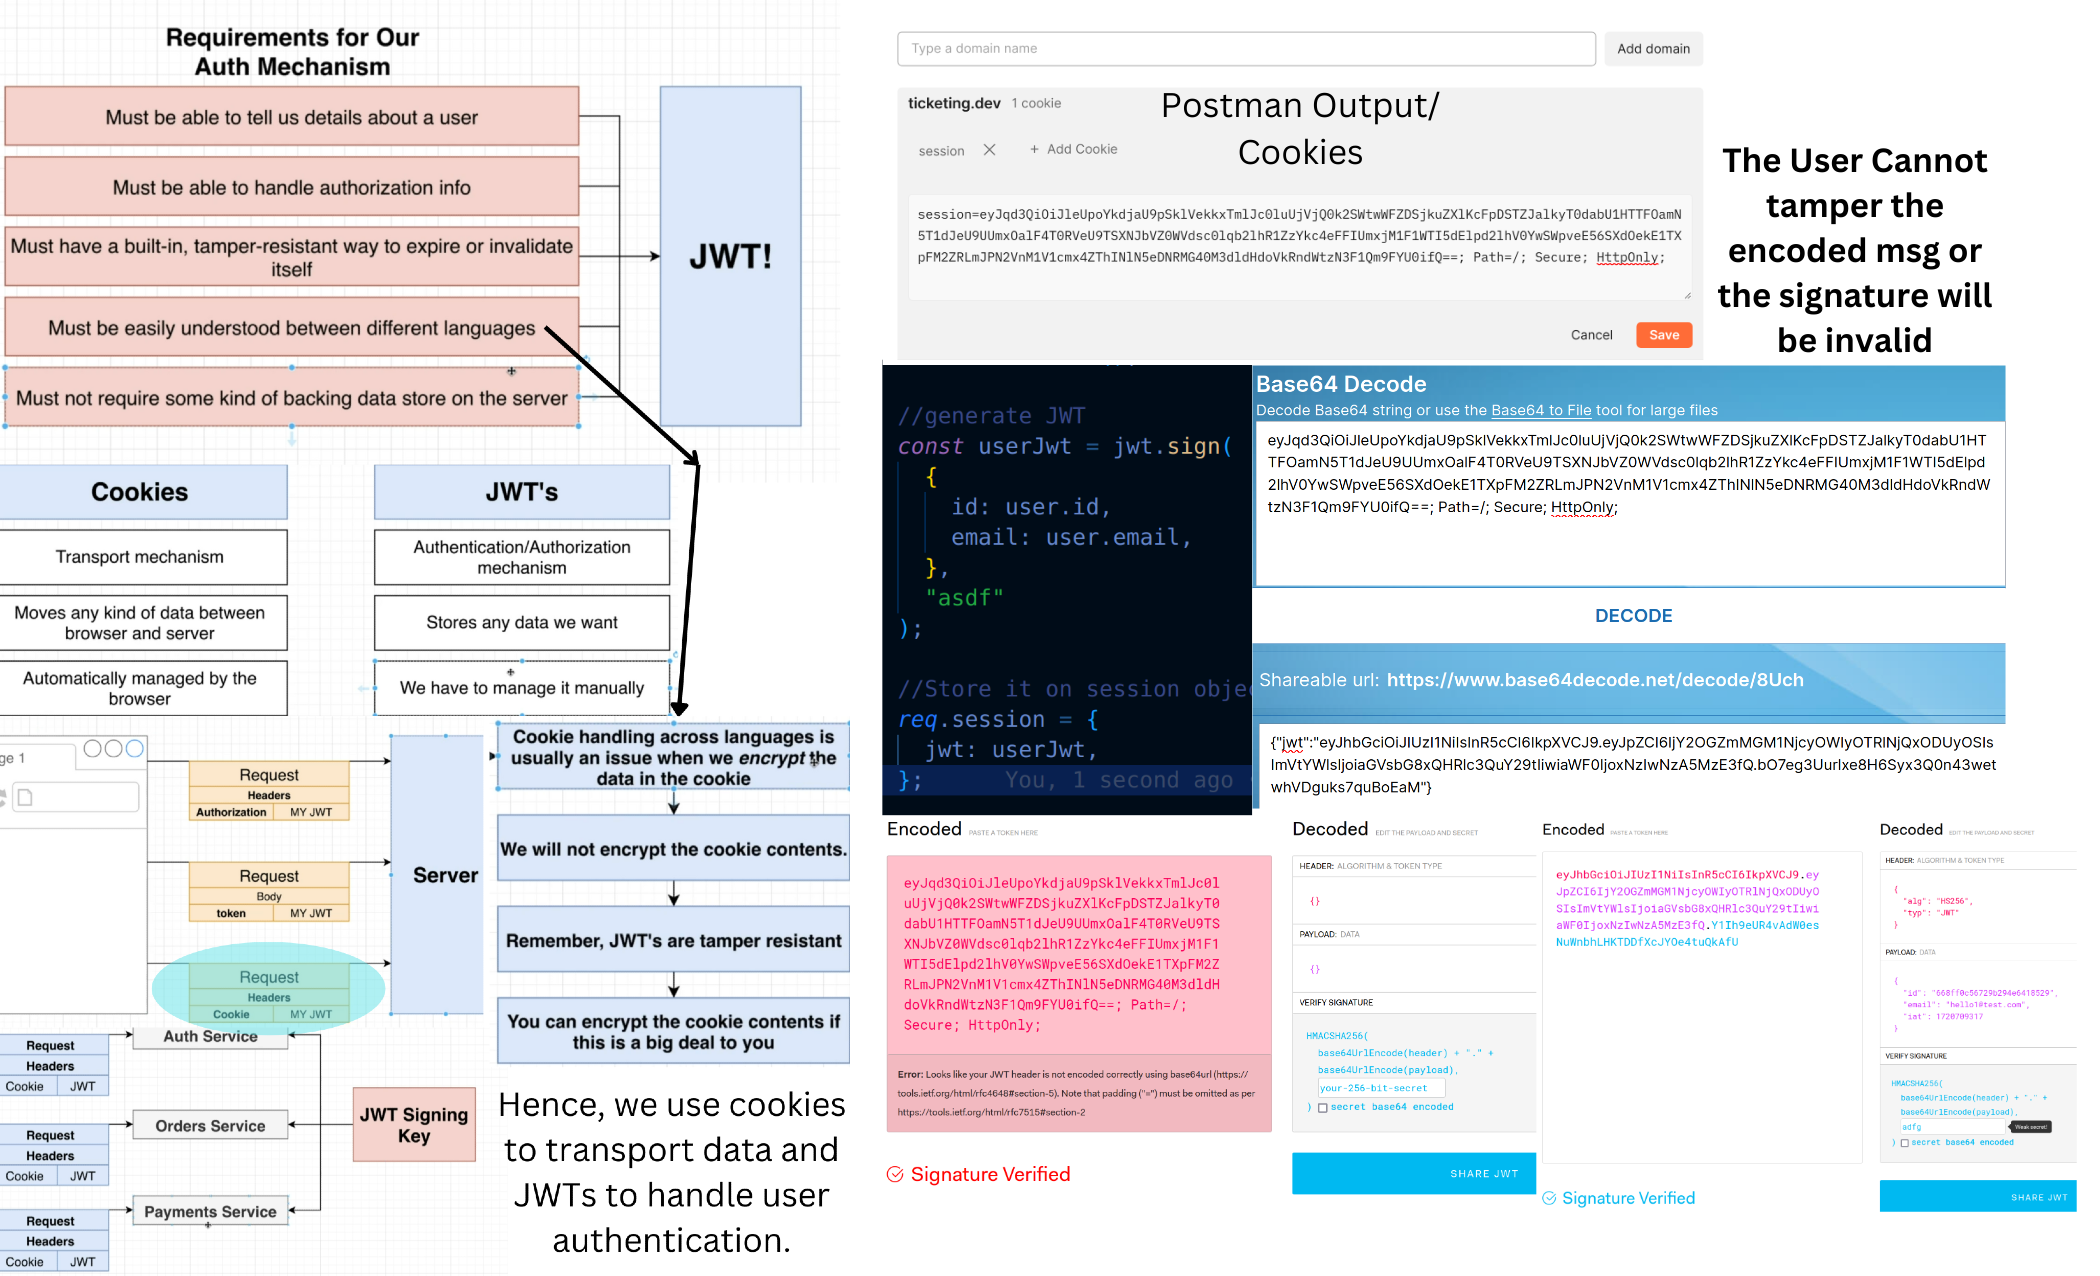 Requirements for Our
Auth Mechanism
Must be able to tell us details about a user
Must be able to handle authorization info
Must have a built-in, tamper-resistant way to expire or invalidate
itself
Must be easily understood between different languages
Must not require some kind of backing data store on the server
JWT!
Cookies
Transport mechanism
Moves any kind of data between
browser and server
Automatically managed by the
browser
JWT's
Authentication/Authorization
mechanism
Stores any data we want
We have to manage it manually
ge 1
Request
Headers
Authorization MY JWT
Request
Body
token MY JWT
Request
Headers
Cookie MY JWT
Server
Cookie handling across languages is
usually an issue when we encrypt the
data in the cookie
We will not encrypt the cookie contents.
Remember, JWT's are tamper resistant
You can encrypt the cookie contents if
this is a big deal to you
Request
Headers
Cookie JWT
Auth Service
Request
Headers
Cookie JWT
Orders Service
Request
Headers
Cookie JWT
Payments Service
JWT Signing
Key
Hence, we use cookies
to transport data and
JWTs to handle user
authentication.
Type a domain name
Add domain
ticketing.dev 1 cookie
session
+ Add Cookie
Postman Output/
Cookies
Path=/; Secure; HttpOnly;
Cancel
Save
The User Cannot
tamper the
encoded msg or
the signature will
be invalid
//generate JWT
const userJwt = jwt.sign(
{
id: user.id,
email: user.email,
},
"asdf"
);
//Store it on session obje
req.session = {
jwt: userJwt,
};
You, 1 second ago
Base64 Decode
Decode Base64 string or use the Base64 to File tool for large files
Path=/; Secure; HttpOnly;
DECODE
Shareable url: https://www.base64decode.net/decode/8Uch
Encoded PASTE A TOKEN HERE
Path=/;
Secure; HttpOnly;
Error: Looks like your JWT header is not encoded correctly using base64url (https://
tools.ietf.org/html/rfc4648#section-5). Note that padding ("=") must be omitted as per
https://tools.ietf.org/html/rfc7515#section-2
Signature Verified
Decoded EDIT THE PAYLOAD AND SECRET
HEADER: ALGORITHM & TOKEN TYPE
{}
PAYLOAD: DATA
{}
VERIFY SIGNATURE
HMACSHA256(
base64UrlEncode(header) + "." +
base64UrlEncode(payload),
your-256-bit-secret
) secret base64 encoded
SHARE JWT
Encoded PASTE A TOKEN HERE
Signature Verified
Decoded EDIT THE PAYLOAD AND SECRET
HEADER: ALGORITHM & TOKEN TYPE
{
"alg": "HS256",
"typ": "JWT"
}
PAYLOAD: DATA
{
"id": "668ff0c56729b294e6418529",
"email": "hello1@test.com",
"iat": 1720709317
}
VERIFY SIGNATURE
HMACSHA256(
base64UrlEncode(header) + "." +
base64UrlEncode(payload),
adfg
Weak secret!
) secret base64 encoded
SHARE JWT